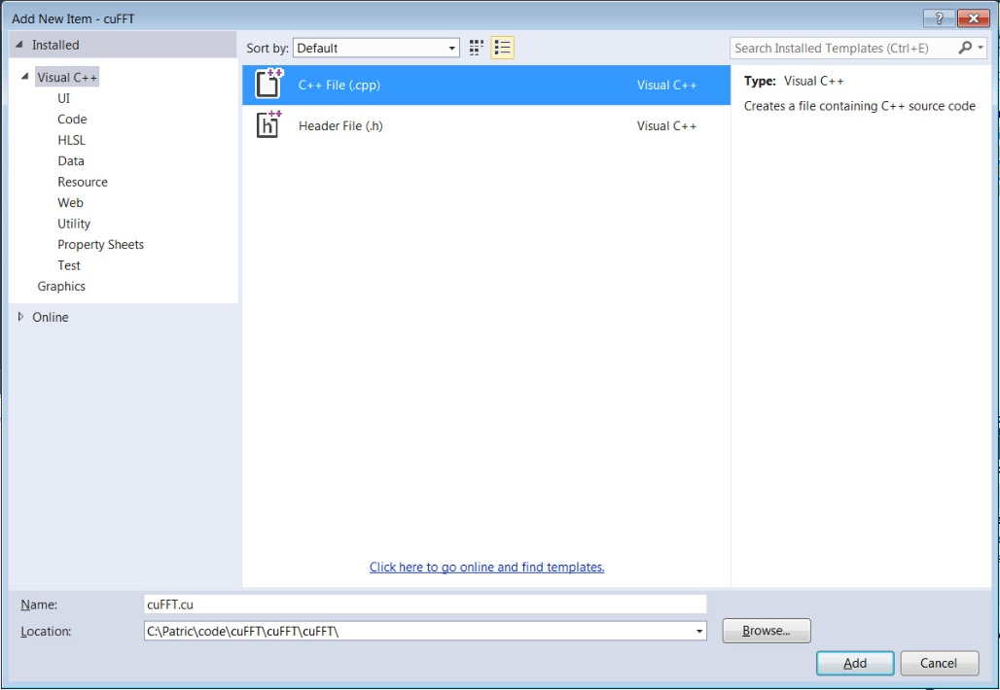 Add New Item - cuFFT
?
Installed
Sort by: Default
Search Installed Templates (Ctrl+E)
Visual C++
UI
Code
HLSL
Data
Resource
Web
Utility
Property Sheets
Test
Graphics
Online
C++ File (.cpp) Visual C++
Header File (.h) Visual C++
Type: Visual C++
Creates a file containing C++ source code
Click here to go online and find templates.
Name: cuFFT.cu
Location: C:\Patric\code\cuFFT\cuFFT\cuFFT\
Browse...
Add Cancel